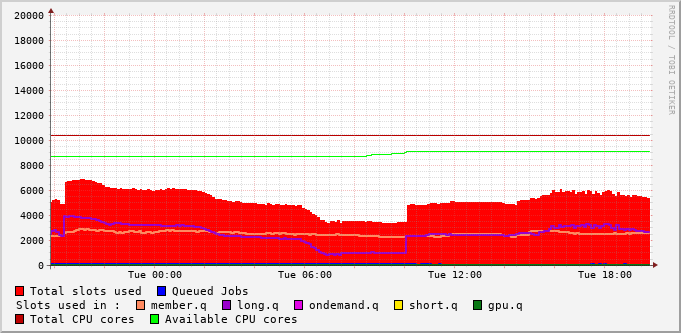 RRDTOOL / TOBI OETIKER
20000
18000
16000
14000
12000
10000
8000
6000
4000
2000
0
Tue 00:00 Tue 06:00 Tue 12:00 Tue 18:00
Total slots used Queued Jobs
Slots used in : member.q long.q ondemand.q short.q gpu.q
Total CPU cores Available CPU cores